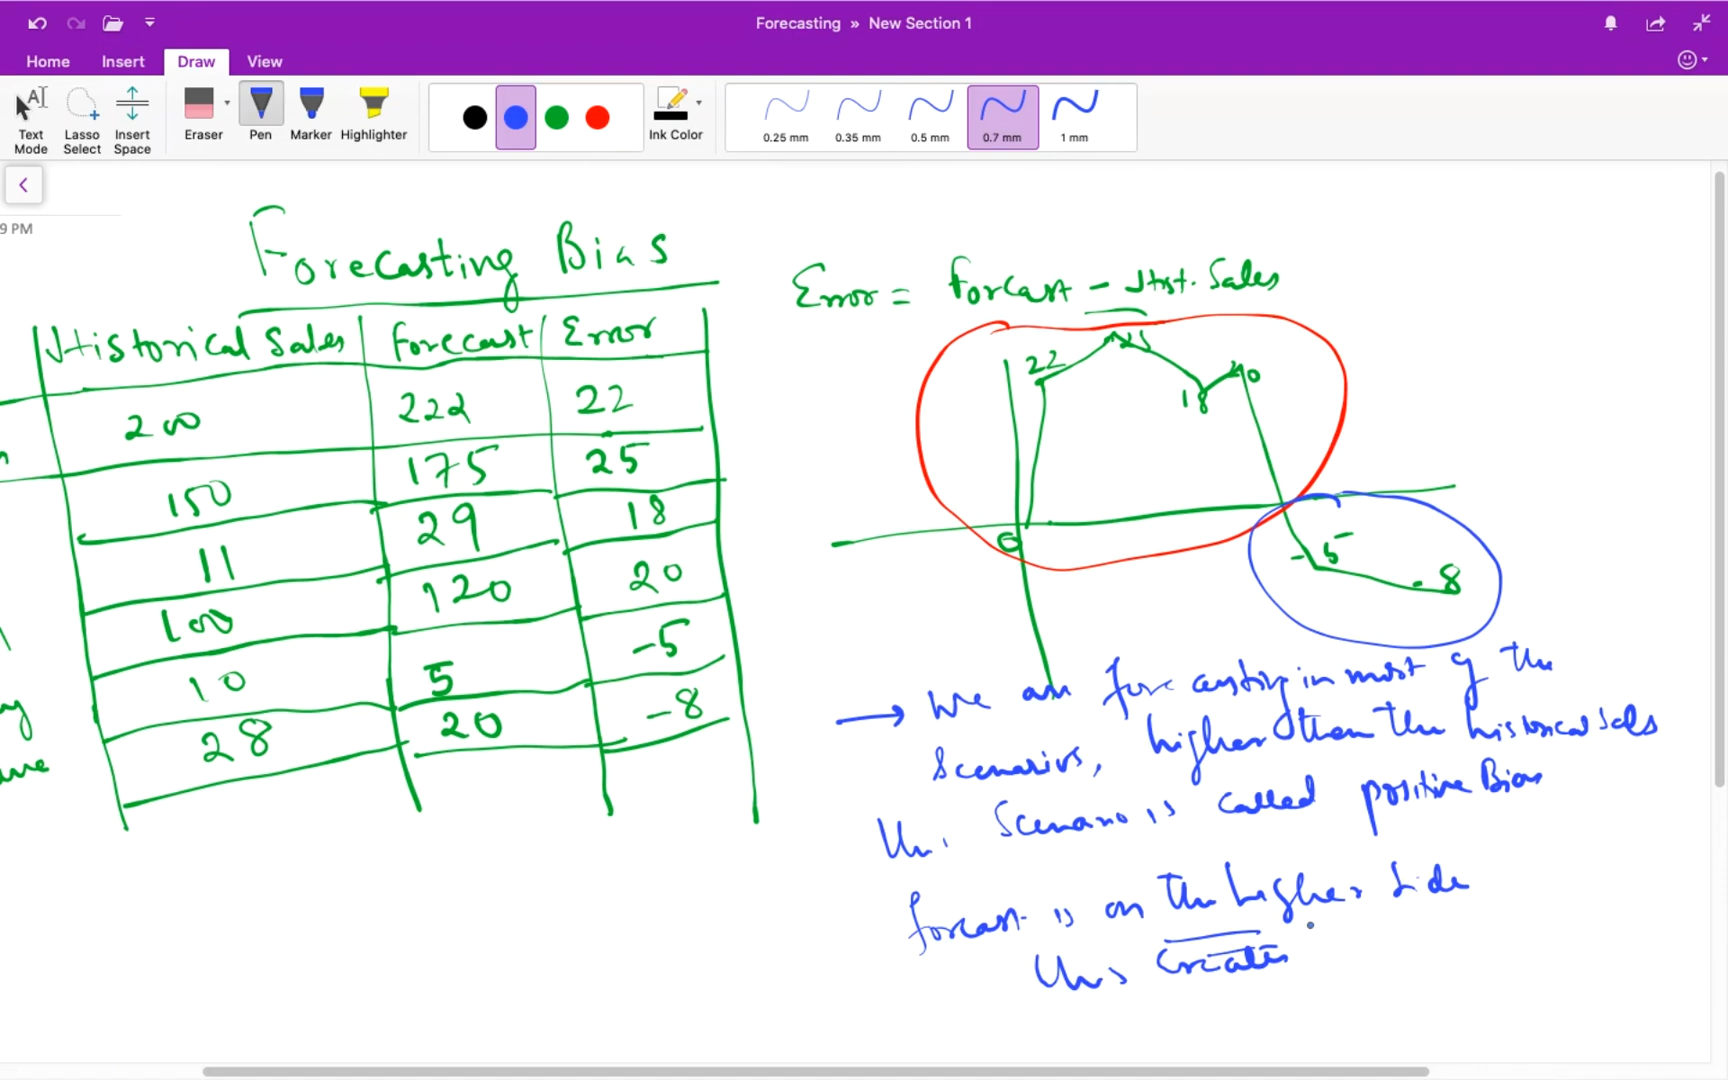 Forecasting » New Section 1
Home Insert Draw View
Text Mode
Lasso Select
Insert Space
Eraser
Pen
Marker
Highlighter
Ink Color
0.25 mm
0.35 mm
0.5 mm
0.7 mm
1 mm
9 PM
Forecasting Bias
Historical Sales Forecast Error
200 222 22
150 175 25
11 29 18
100 120 20
10 5 -5
28 20 -8
Error = Forcast - Hist. Sales
22 25
18 20
0
-5
-8
→ We are forecasting in most of the
Scenarios, higher than the historical Sales
Scenario is called positive Bias
forcast is on the higher Side
this Creates